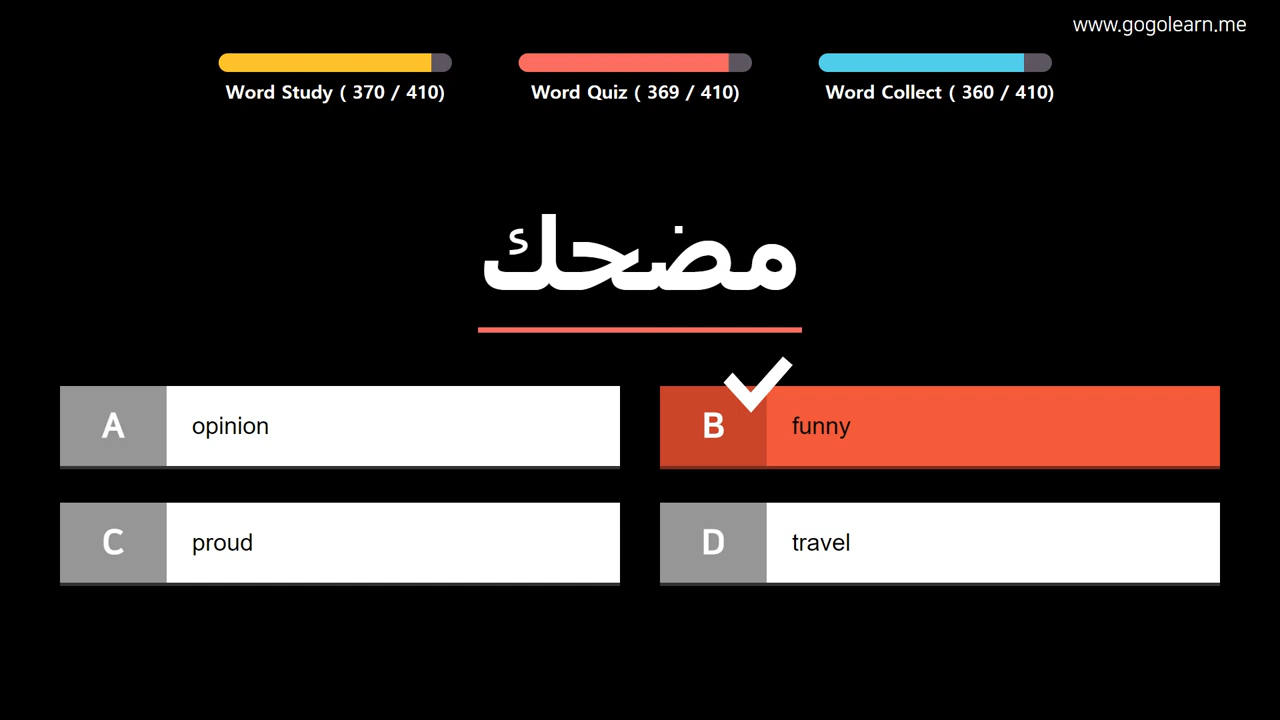 www.gogolearn.me
Word Study ( 370 / 410)
Word Quiz ( 369 / 410)
Word Collect ( 360 / 410)
مضحك
A opinion
B funny
C proud
D travel